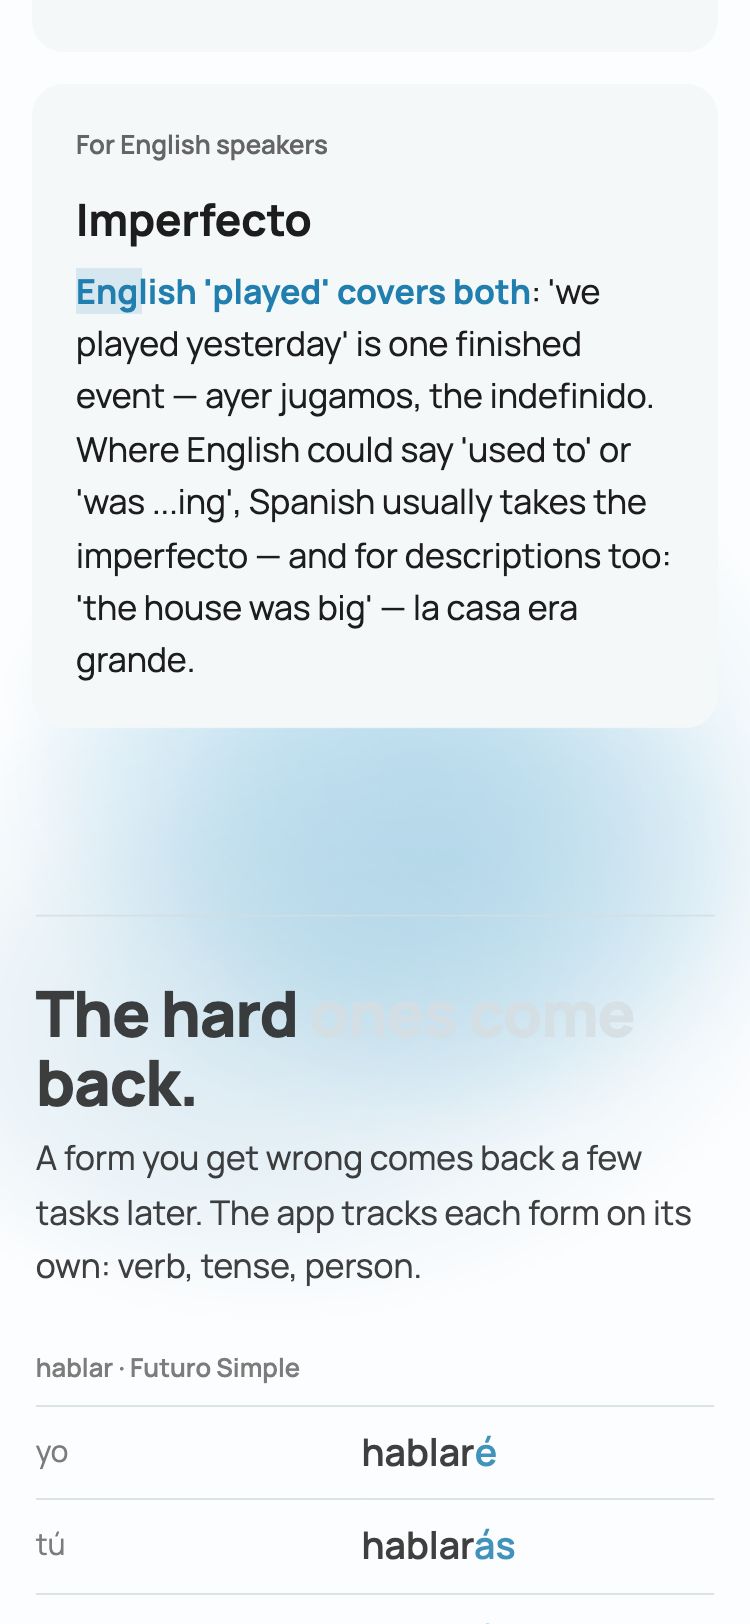 For English speakers
Imperfecto
English 'played' covers both: 'we
played yesterday' is one finished
event — ayer jugamos, the indefinido.
Where English could say 'used to' or
'was ...ing', Spanish usually takes the
imperfecto — and for descriptions too:
'the house was big' — la casa era
grande.
The hard ones come
back.
A form you get wrong comes back a few
tasks later. The app tracks each form on its
own: verb, tense, person.
hablar · Futuro Simple
yo hablaré
tú hablarás